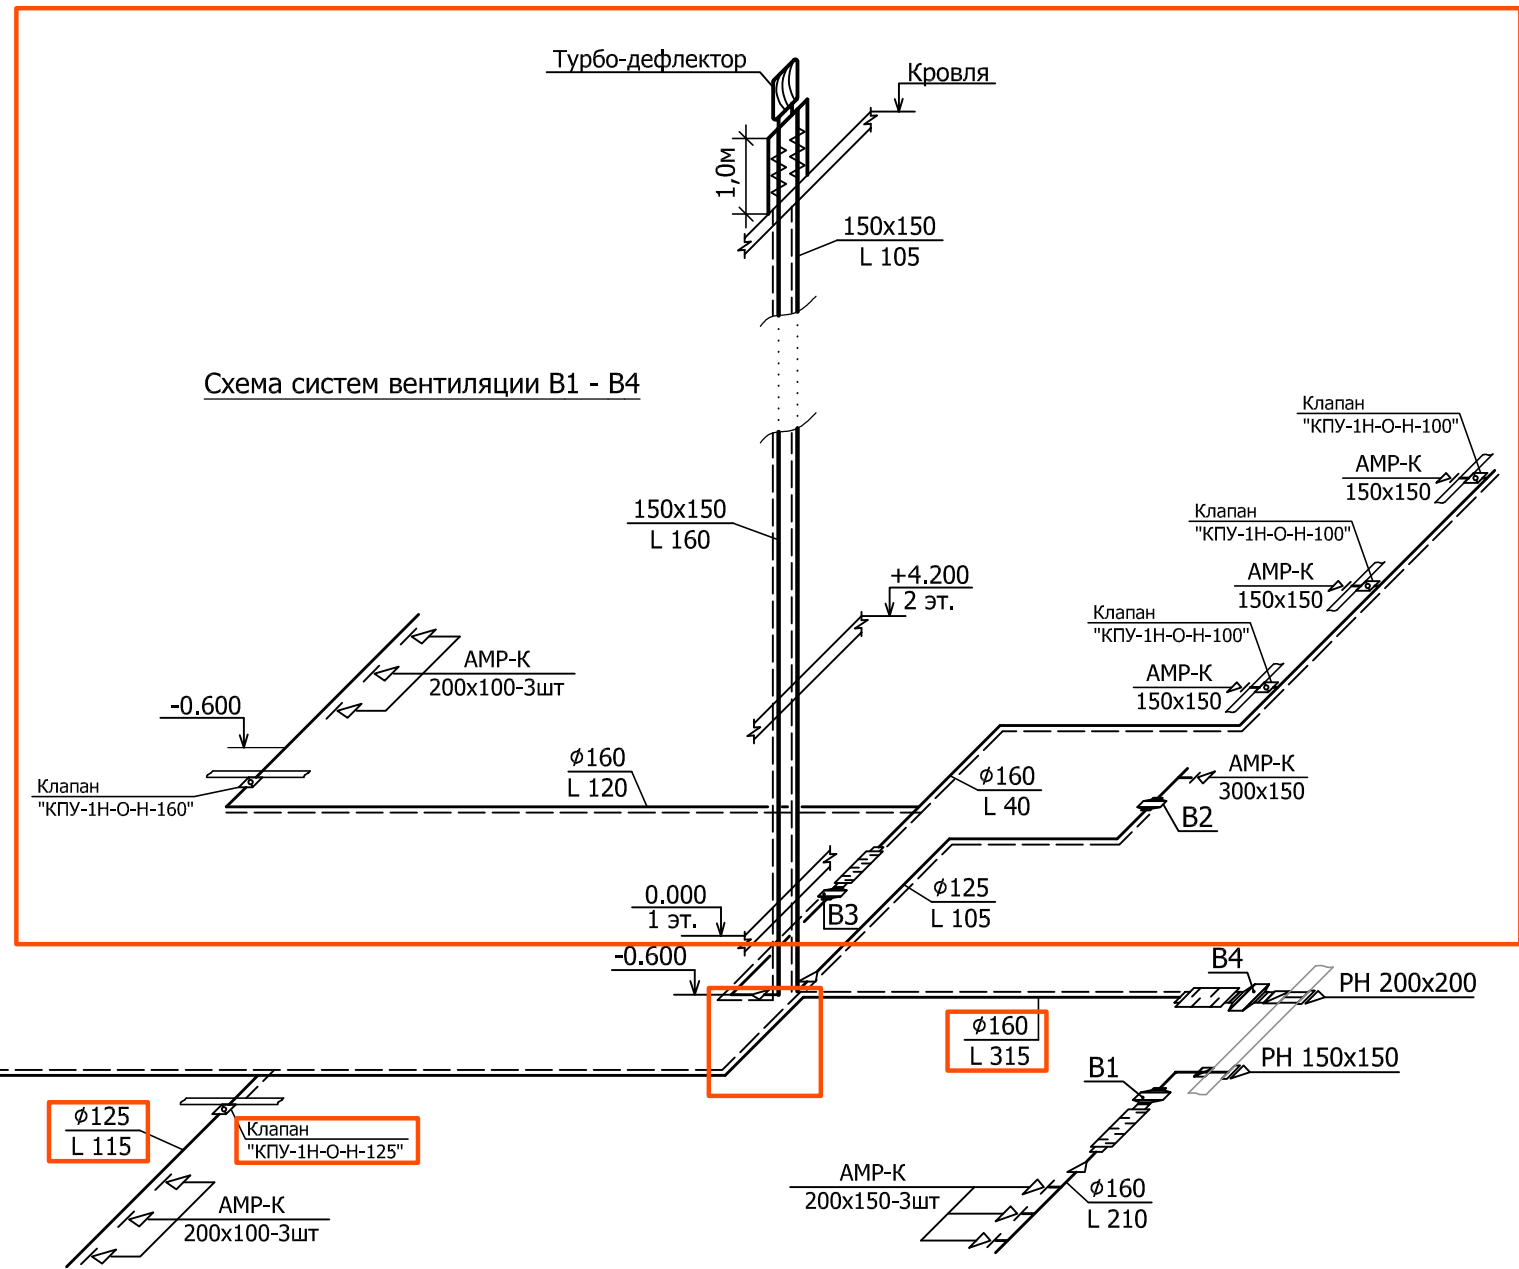 Турбо-дефлектор
Кровля
1,0м
150x150
L 105
Схема систем вентиляции В1 - В4
Клапан
"КПУ-1Н-О-Н-100"
АМР-К
150x150
150x150
L 160
Клапан
"КПУ-1Н-О-Н-100"
АМР-К
150x150
+4.200
2 эт.
Клапан
"КПУ-1Н-О-Н-100"
АМР-К
150x150
АМР-К
200x100-3шт
-0.600
Клапан
"КПУ-1Н-О-Н-160"
ϕ160
L 120
ϕ160
L 40
АМР-К
300x150
В2
ϕ125
L 105
В3
0.000
1 эт.
-0.600
В4
РН 200x200
ϕ160
L 315
РН 150x150
В1
ϕ125
L 115
Клапан
"КПУ-1Н-О-Н-125"
АМР-К
200x100-3шт
АМР-К
200x150-3шт
ϕ160
L 210